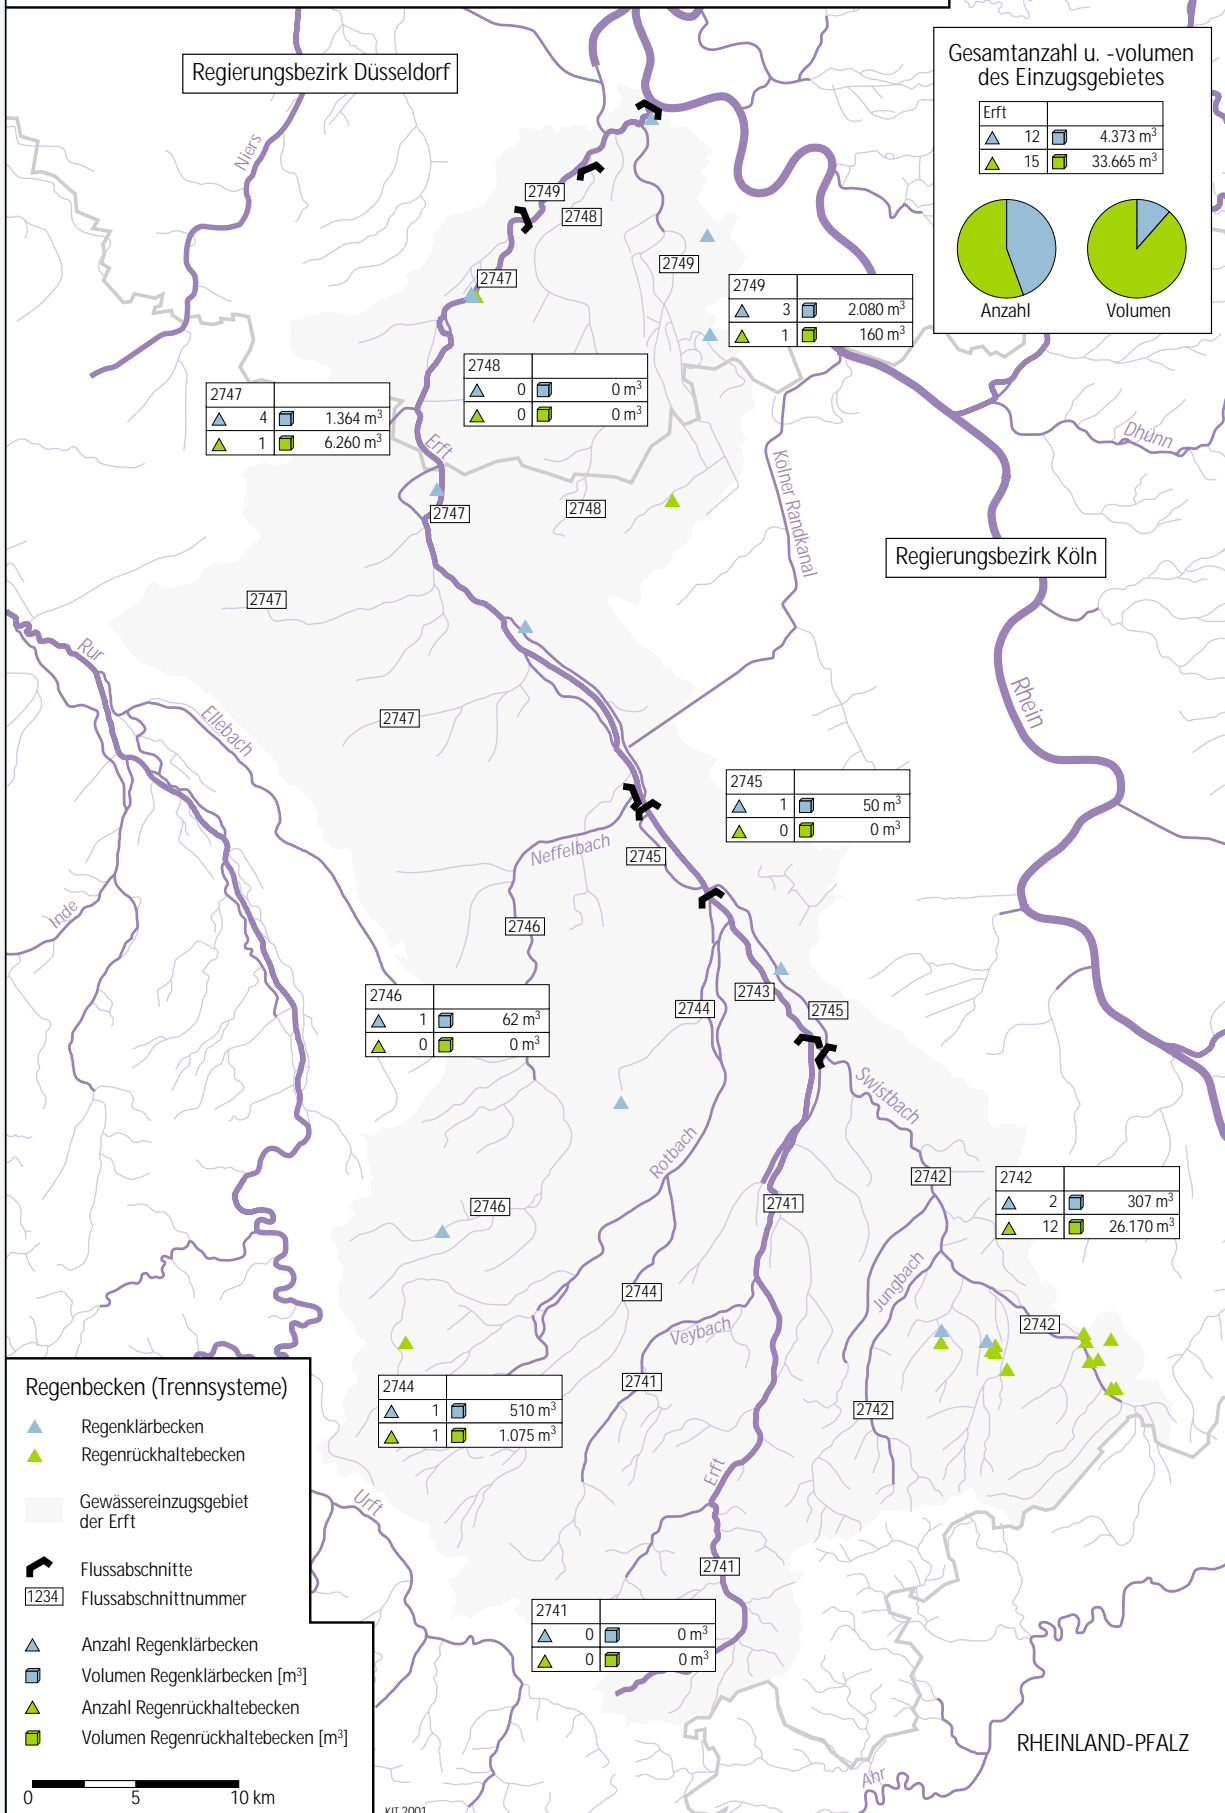 Regierungsbezirk Düsseldorf
Gesamtanzahl u. -volumen
des Einzugsgebietes
Erft
12 4.373 m³
15 33.665 m³
Anzahl Volumen
Niers
2749
2748
2749
2747
2749
3 2.080 m³
1 160 m³
2748
0 0 m³
0 0 m³
2747
4 1.364 m³
1 6.260 m³
Erft
Dhünn
Kölner Randkanal
2747
2748
Regierungsbezirk Köln
2747
Rur
Ellebach
2747
Rhein
2745
1 50 m³
0 0 m³
Neffelbach
2745
Inde
2746
2743
2744
2745
2746
1 62 m³
0 0 m³
Swistbach
Rotbach
2742
2742
2 307 m³
12 26.170 m³
2746
2741
Jungbach
2744
2742
Veybach
2741
2744
1 510 m³
1 1.075 m³
2742
Erft
Urft
2741
2741
0 0 m³
0 0 m³
Regenbecken (Trennsysteme)
Regenklärbecken
Regenrückhaltebecken
Gewässereinzugsgebiet
der Erft
Flussabschnitte
1234 Flussabschnittnummer
Anzahl Regenklärbecken
Volumen Regenklärbecken [m³]
Anzahl Regenrückhaltebecken
Volumen Regenrückhaltebecken [m³]
0 5 10 km
RHEINLAND-PFALZ
Ahr
KIT 2001